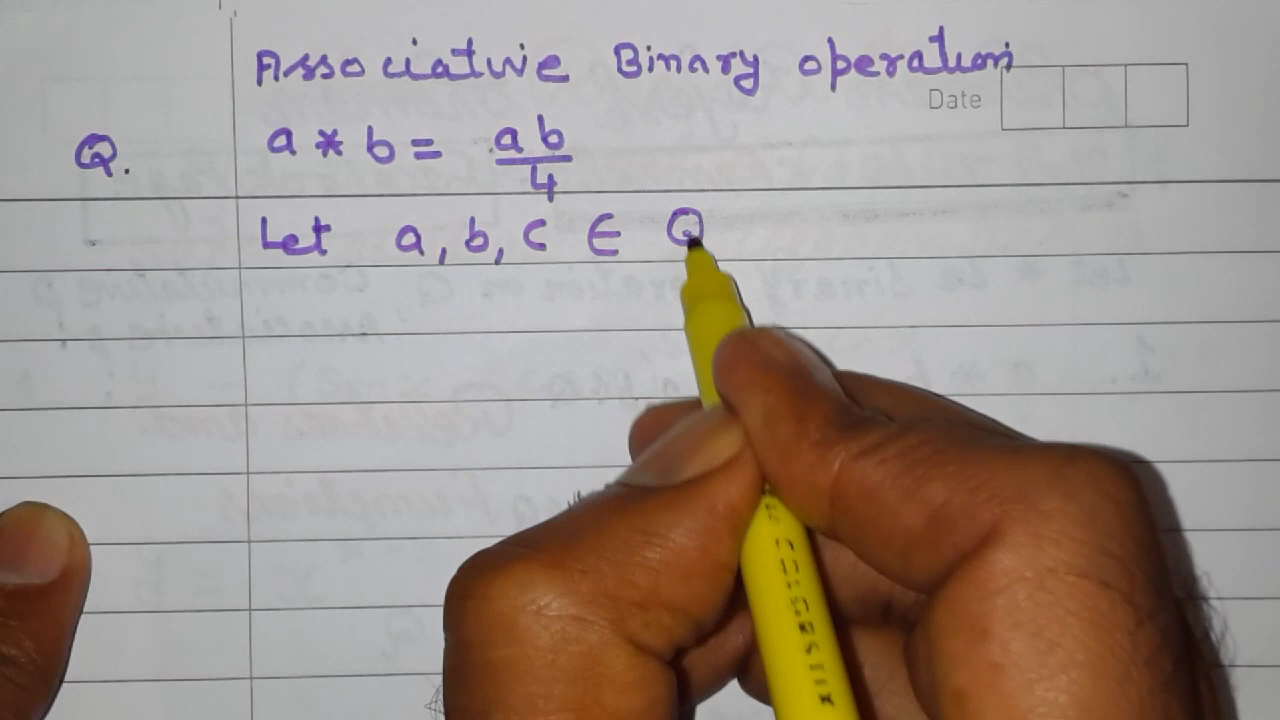 Associative Binary operation
Date
Q. a * b = ab/4
Let a, b, c ∈ Q